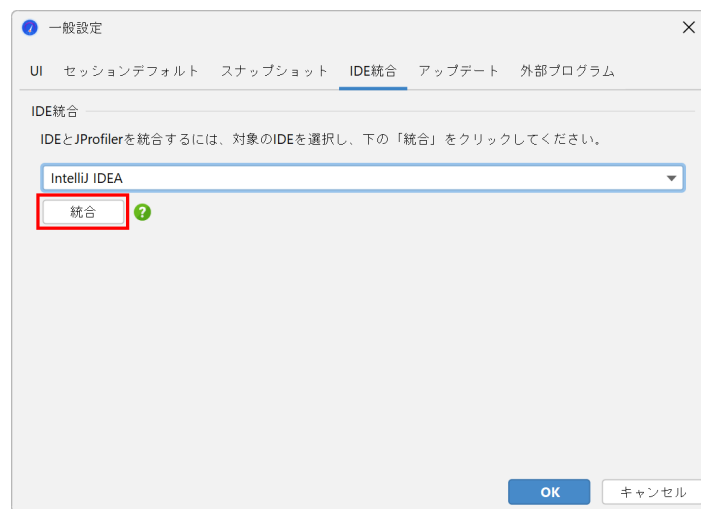 一般設定
UI セッションデフォルト スナップショット IDE統合 アップデート 外部プログラム
IDE統合
IDEとJProfilerを統合するには、対象のIDEを選択し、下の「統合」をクリックしてください。
IntelliJ IDEA
統合
OK キャンセル